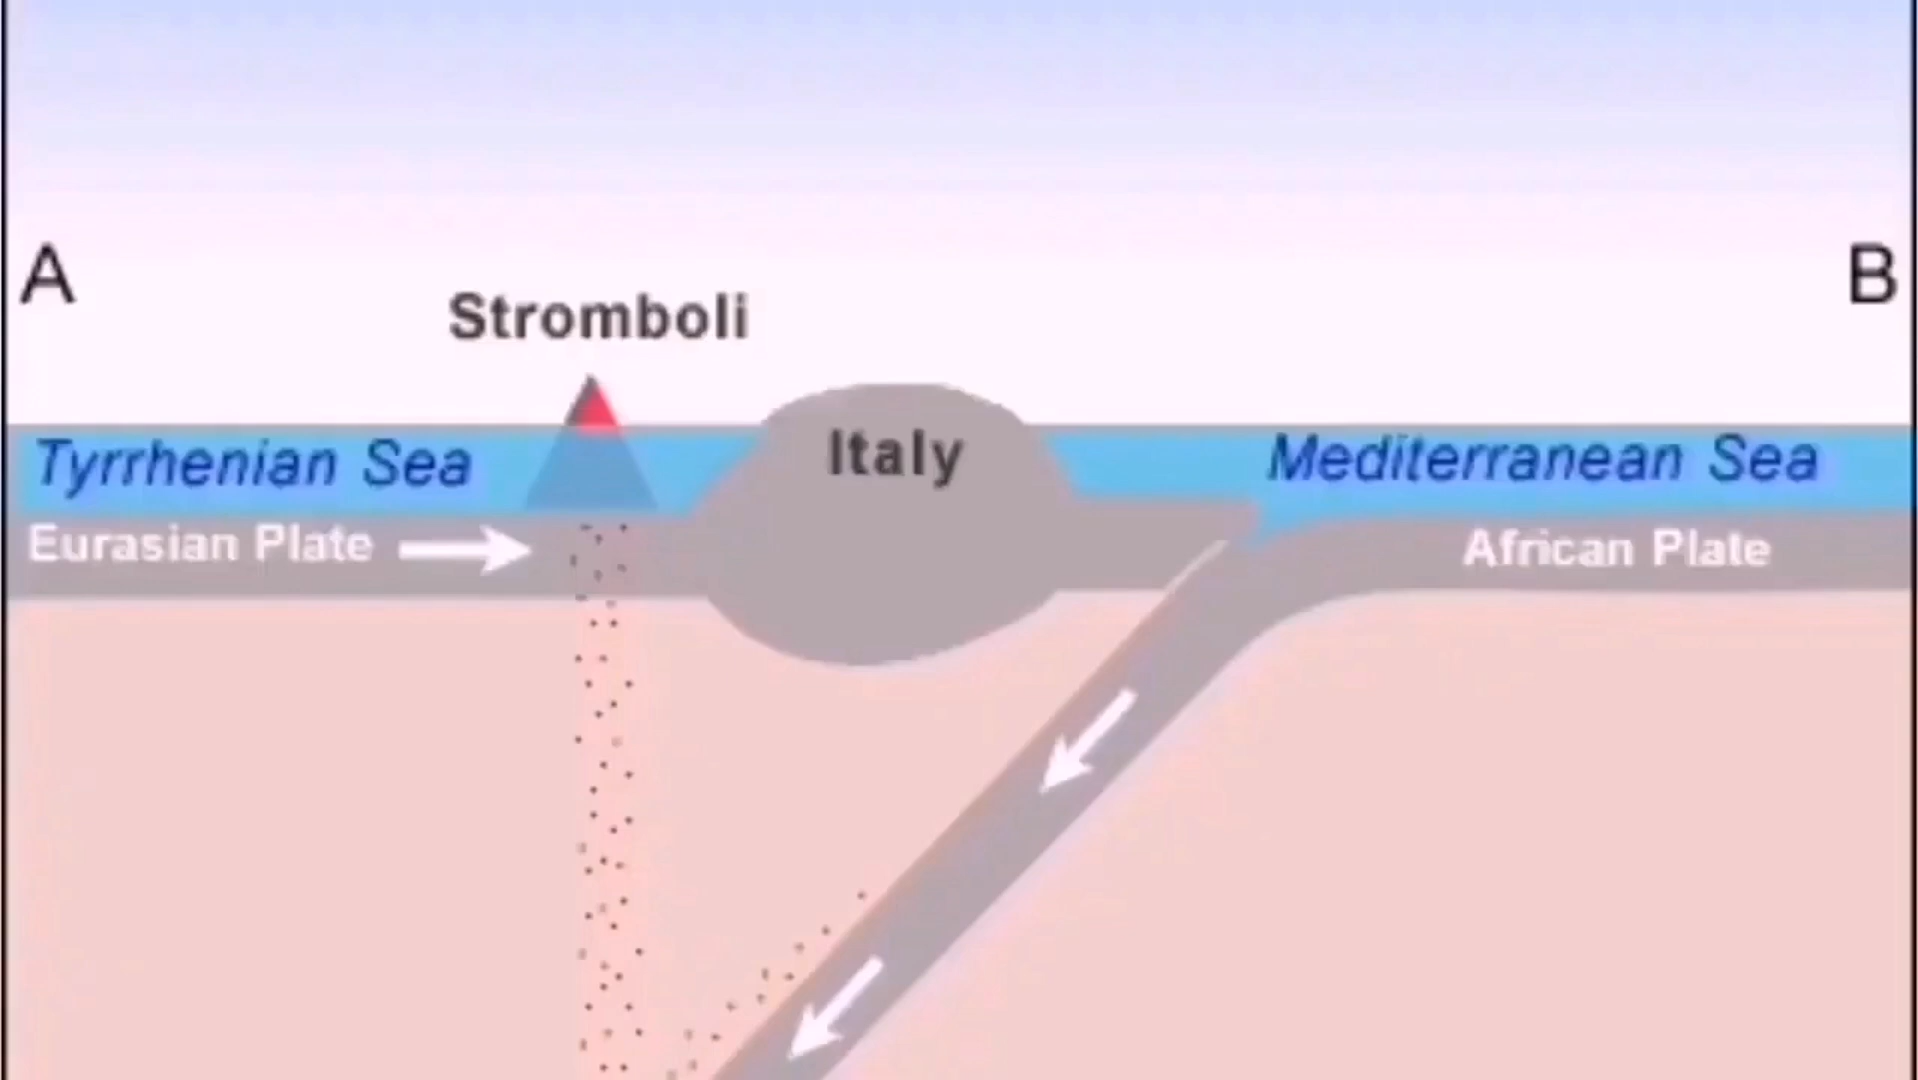 A
B
Stromboli
Italy
Tyrrhenian Sea
Mediterranean Sea
Eurasian Plate
African Plate